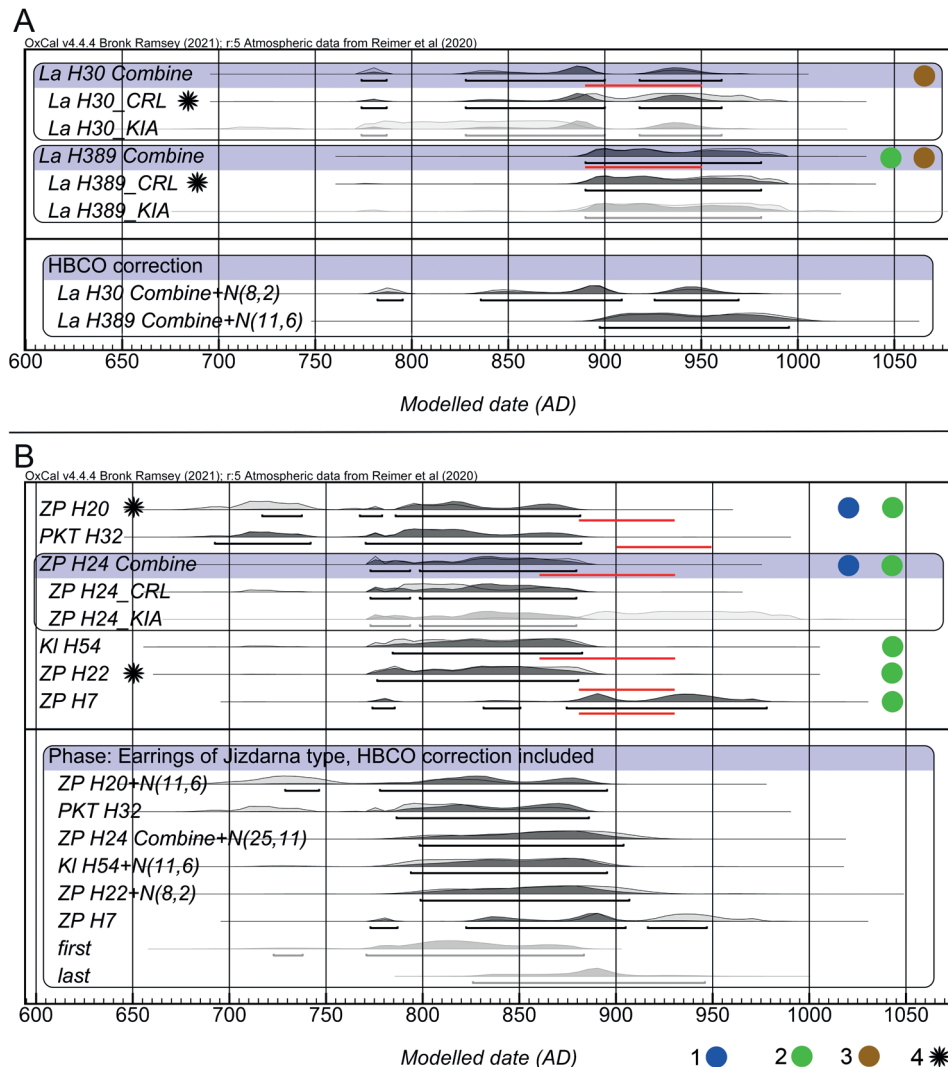 A
OxCal v4.4.4 Bronk Ramsey (2021); r:5 Atmospheric data from Reimer et al (2020)
La H30 Combine
La H30_CRL
La H30_KIA
La H389 Combine
La H389_CRL
La H389_KIA
HBCO correction
La H30 Combine+N(8,2)
La H389 Combine+N(11,6)
600 650 700 750 800 850 900 950 1000 1050
Modelled date (AD)
B
OxCal v4.4.4 Bronk Ramsey (2021); r:5 Atmospheric data from Reimer et al (2020)
ZP H20
PKT H32
ZP H24 Combine
ZP H24_CRL
ZP H24_KIA
Kl H54
ZP H22
ZP H7
Phase: Earrings of Jizdarna type, HBCO correction included
ZP H20+N(11,6)
PKT H32
ZP H24 Combine+N(25,11)
Kl H54+N(11,6)
ZP H22+N(8,2)
ZP H7
first
last
600 650 700 750 800 850 900 950 1000 1050
Modelled date (AD)
1 2 3 4